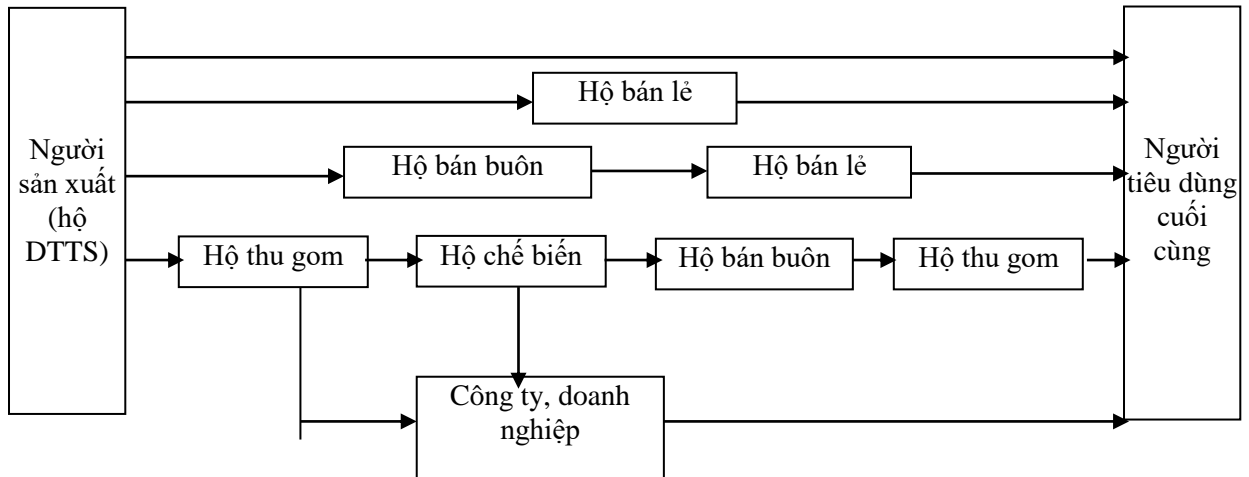 Hộ bán lẻ
Người
sản xuất
(hộ
DTTS)
Hộ bán buôn
Hộ bán lẻ
Người
tiêu dùng
cuối
cùng
Hộ thu gom
Hộ chế biến
Hộ bán buôn
Hộ thu gom
Công ty, doanh
nghiệp